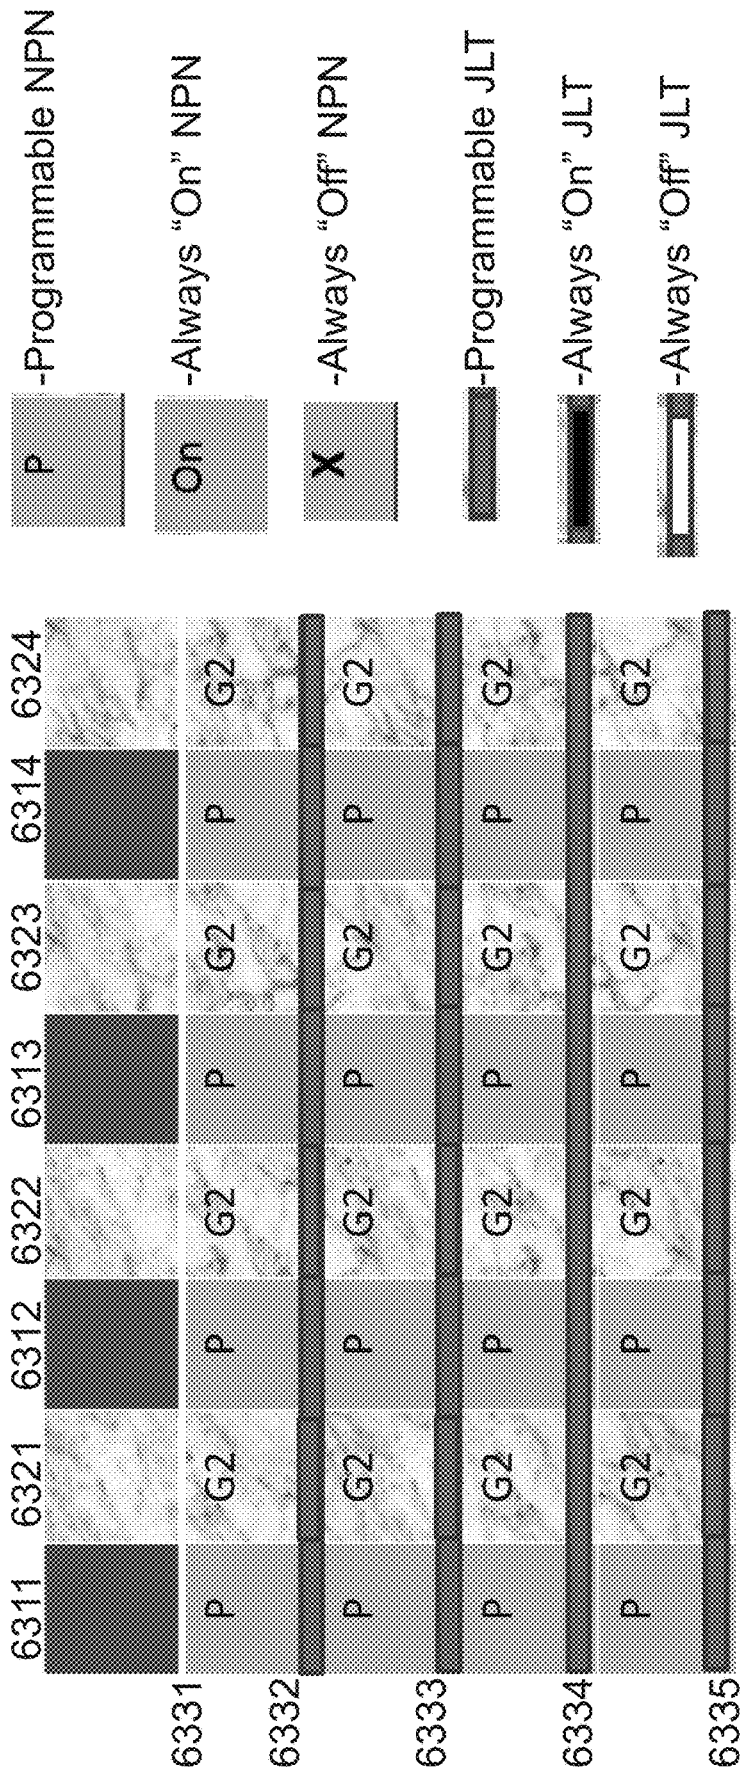 6311 6321 6312 6322 6313 6323 6314 6324
6331
P G2 P G2 P G2 P G2
6332
P G2 P G2 P G2 P G2
6333
P G2 P G2 P G2 P G2
6334
P G2 P G2 P G2 P G2
6335
P -Programmable NPN
On -Always “On” NPN
X -Always “Off” NPN
-Programmable JLT
-Always “On” JLT
-Always “Off” JLT